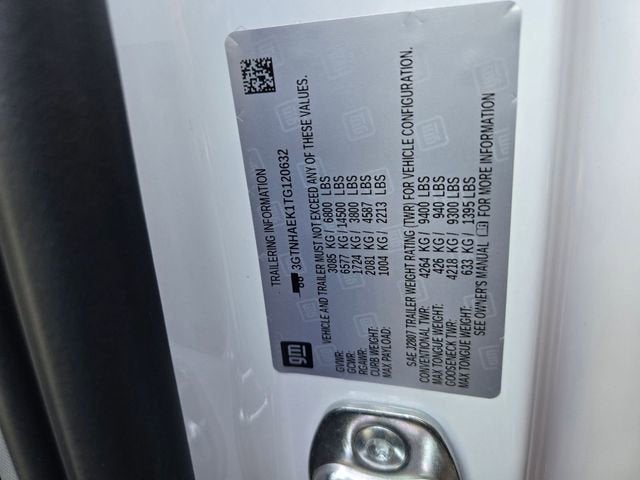 TRAILERING INFORMATION
3GTNHAEK1TG120632
VEHICLE AND TRAILER MUST NOT EXCEED ANY OF THESE VALUES.
GVWR: 3085 KG / 6800 LBS
GCWR: 6577 KG / 14500 LBS
RGAWR: 1724 KG / 3800 LBS
CURB WEIGHT: 2081 KG / 4587 LBS
MAX PAYLOAD: 1004 KG / 2213 LBS
SAE J2807 TRAILER WEIGHT RATING (TWR) FOR VEHICLE CONFIGURATION.
CONVENTIONAL TWR: 4264 KG / 9400 LBS
MAX TONGUE WEIGHT: 426 KG / 940 LBS
GOOSENECK TWR: 4218 KG / 9300 LBS
MAX TONGUE WEIGHT: 633 KG / 1395 LBS
SEE OWNER'S MANUAL FOR MORE INFORMATION
gm